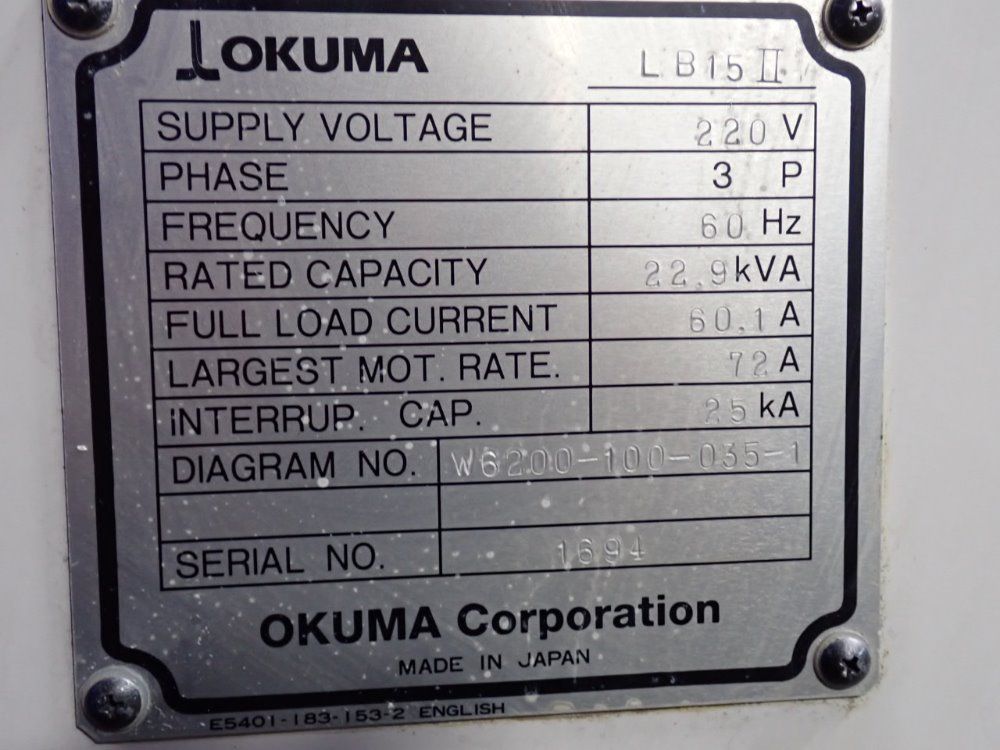 OKUMA
LB15 II
SUPPLY VOLTAGE 220 V
PHASE 3 P
FREQUENCY 60 Hz
RATED CAPACITY 22.9 kVA
FULL LOAD CURRENT 60.1 A
LARGEST MOT. RATE. 72 A
INTERRUP. CAP. 25 kA
DIAGRAM NO. W6200-100-035-1
SERIAL NO. 1694
OKUMA Corporation
MADE IN JAPAN
E5401-183-153-2 ENGLISH